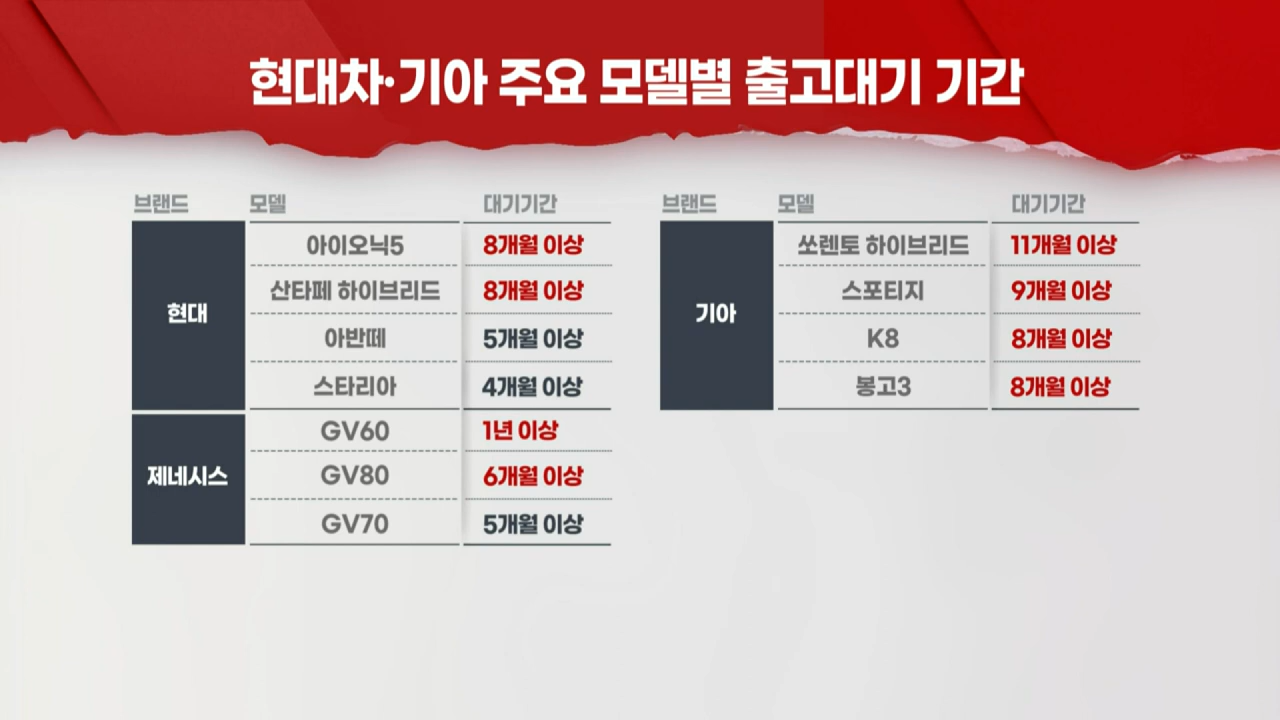 현대차·기아 주요 모델별 출고대기 기간
브랜드 모델 대기기간
현대
아이오닉5 8개월 이상
산타페 하이브리드 8개월 이상
아반떼 5개월 이상
스타리아 4개월 이상
제네시스
GV60 1년 이상
GV80 6개월 이상
GV70 5개월 이상
브랜드 모델 대기기간
기아
쏘렌토 하이브리드 11개월 이상
스포티지 9개월 이상
K8 8개월 이상
봉고3 8개월 이상